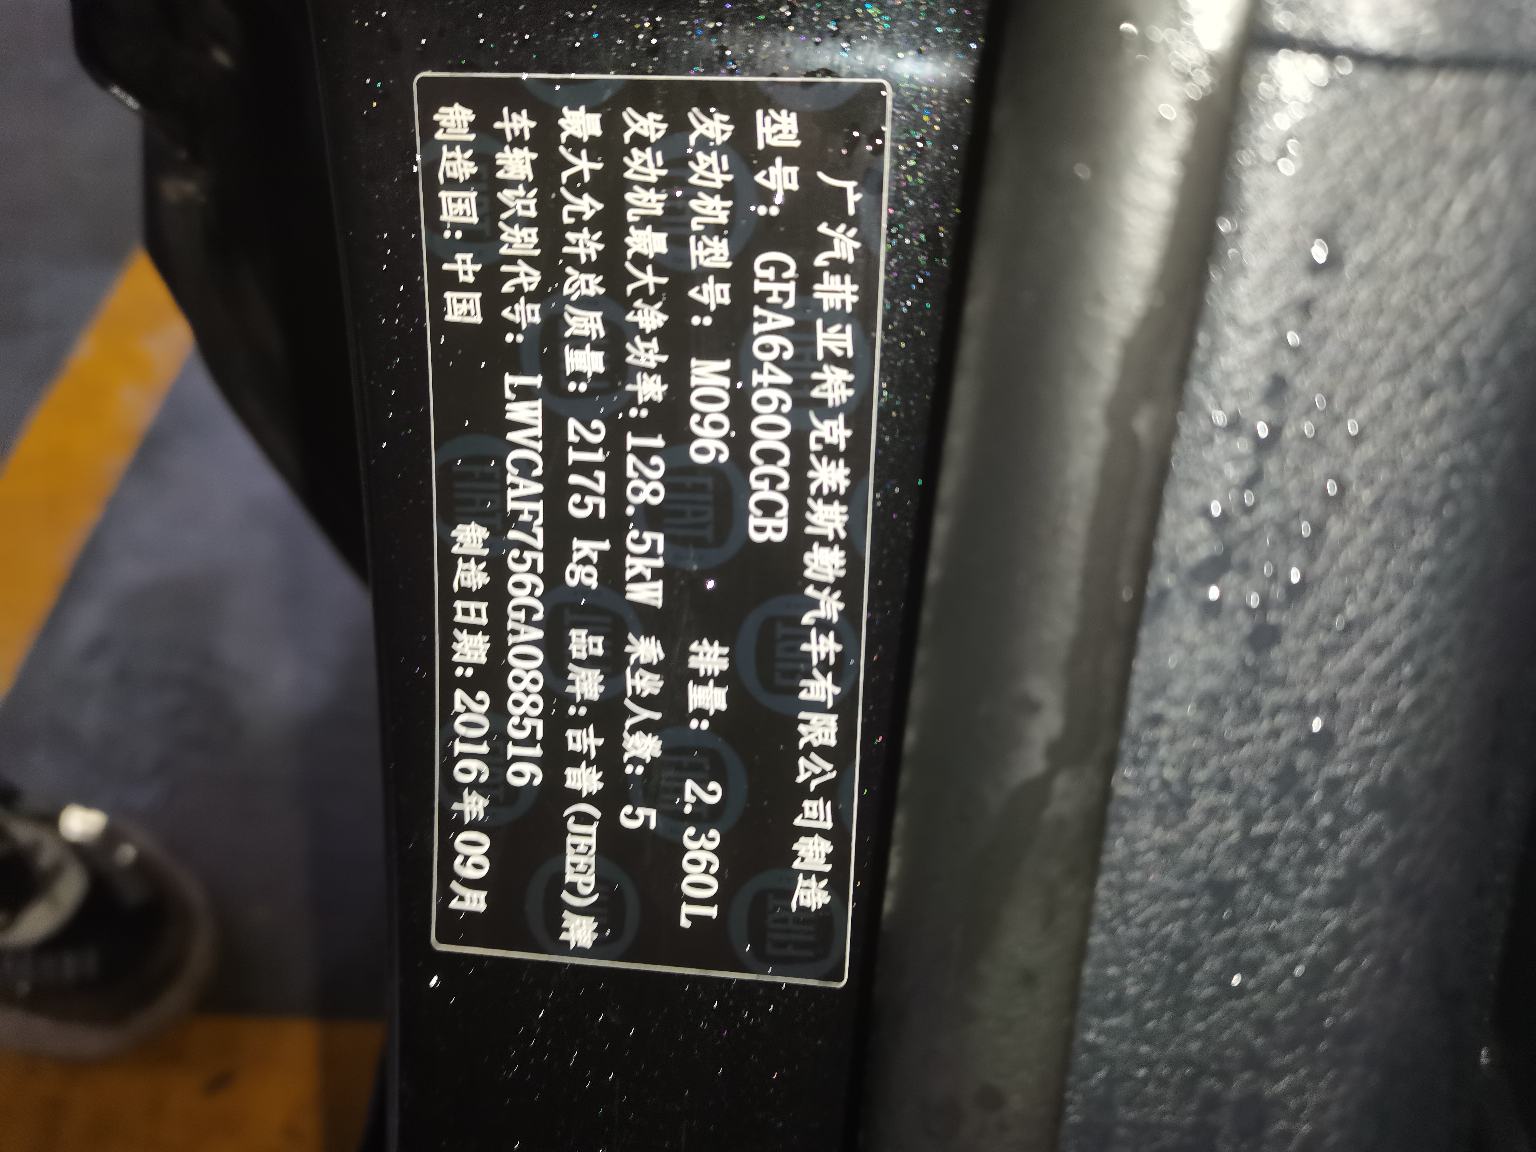 广汽菲亚特克莱斯勒汽车有限公司制造
型号: GFA6460CGCB
发动机型号: M096 排量: 2.360L
发动机最大净功率: 128.5kW 乘坐人数: 5
最大允许总质量: 2175 kg 品牌: 吉普(JEEP)牌
车辆识别代号: LWVCAF756GA088516
制造国: 中国 制造日期: 2016年09月